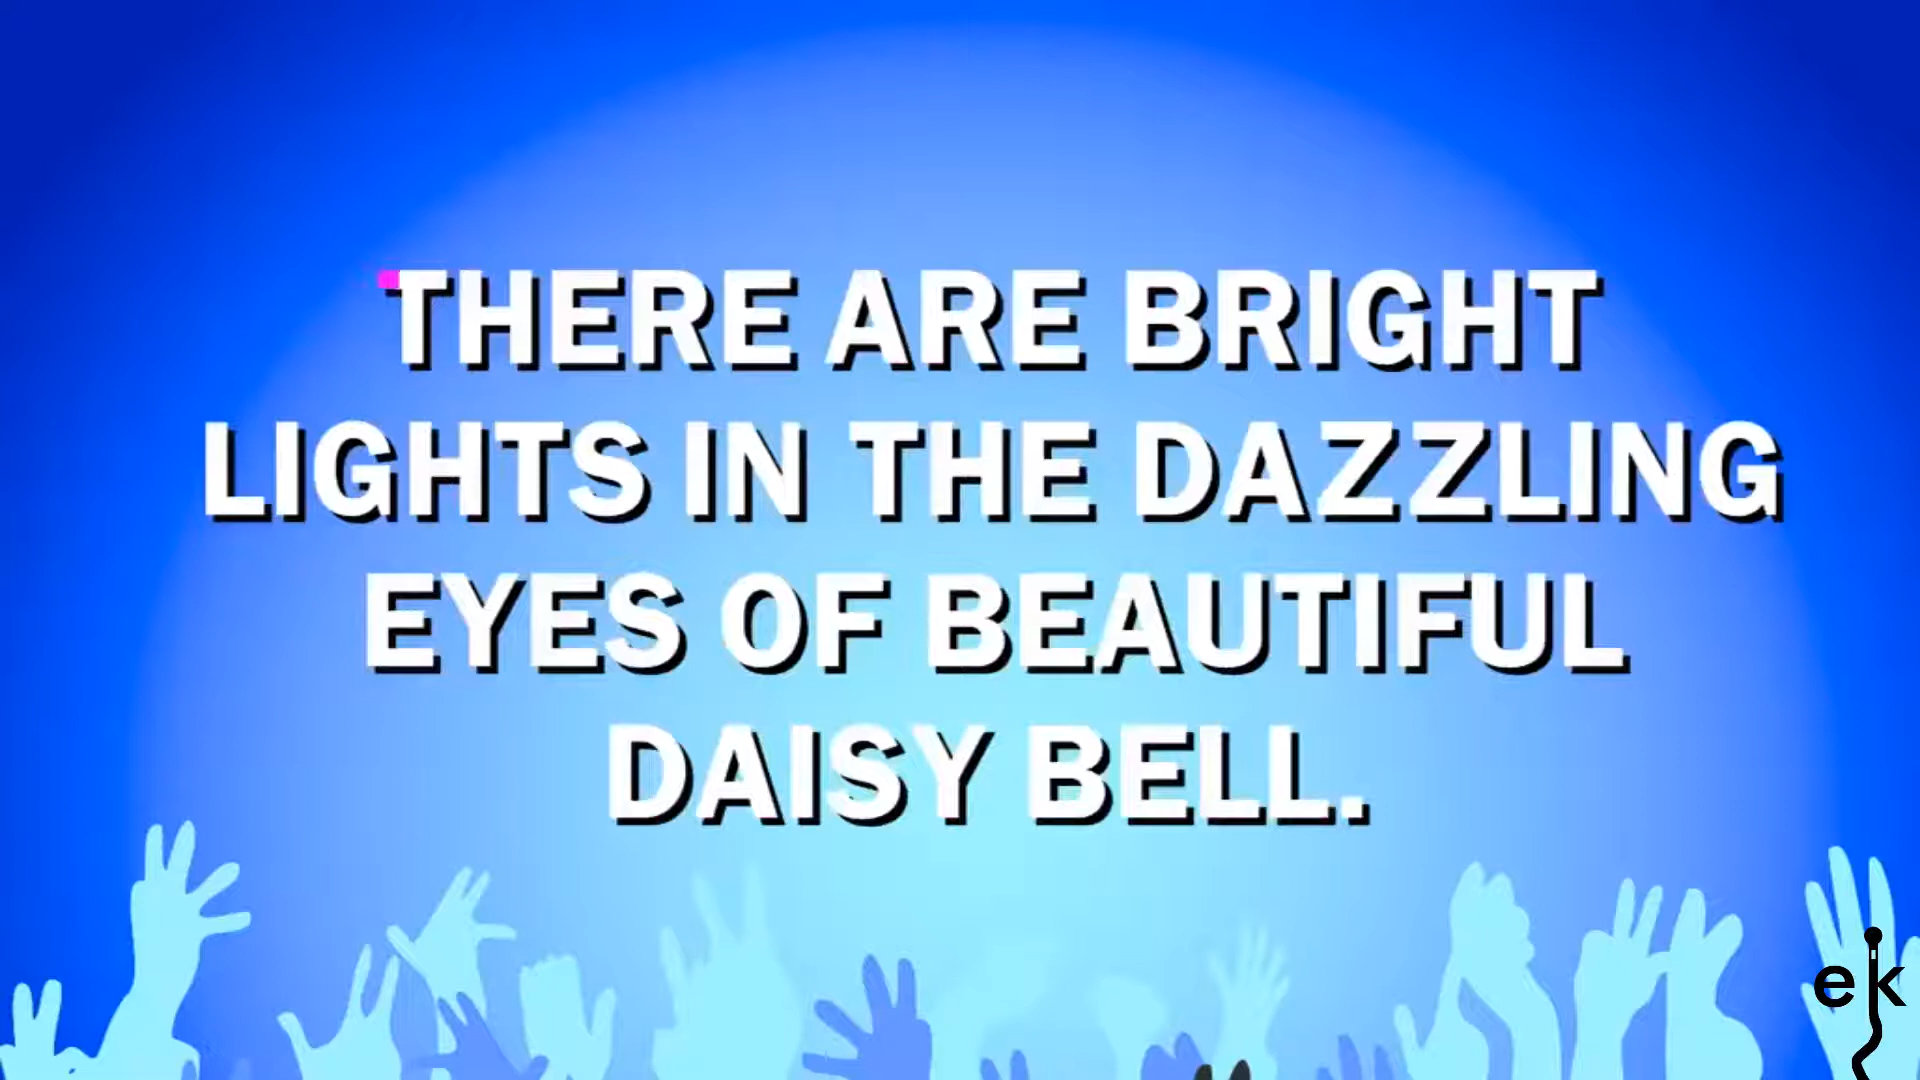 THERE ARE BRIGHT
LIGHTS IN THE DAZZLING
EYES OF BEAUTIFUL
DAISY BELL.
ek